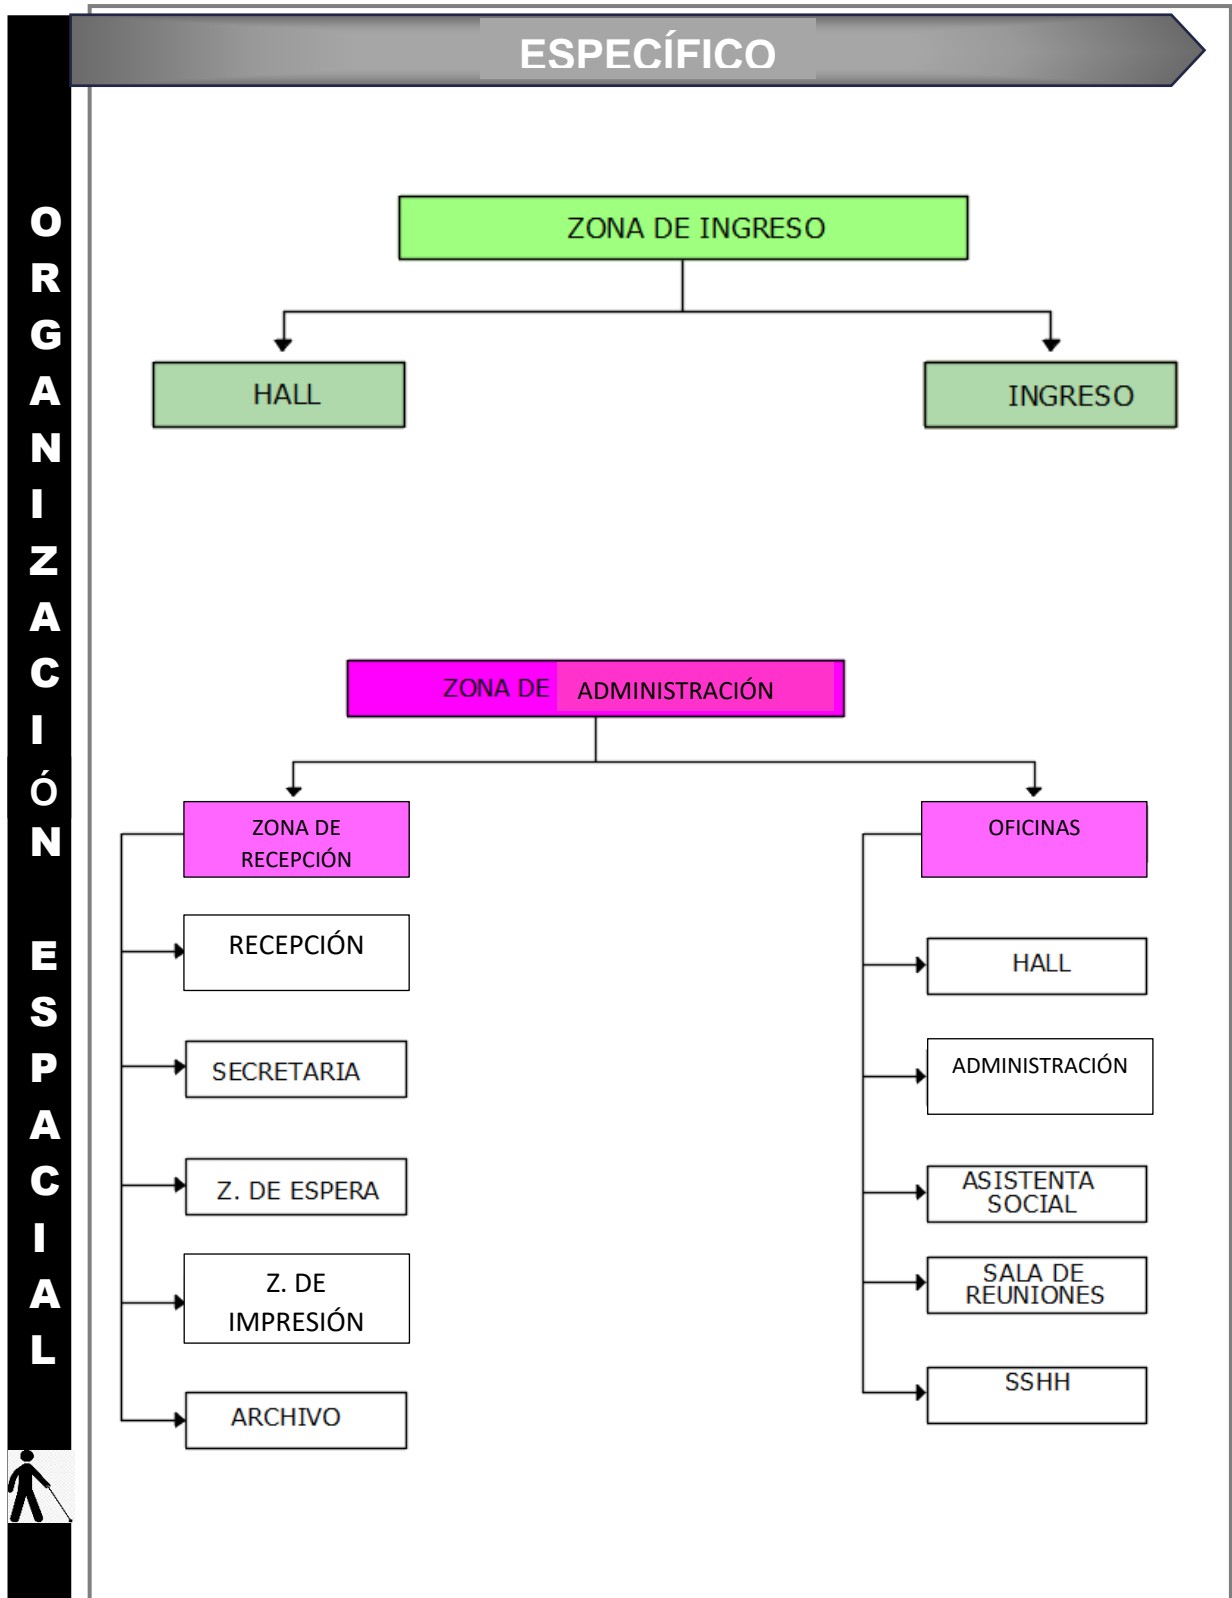 ESPECÍFICO
ORGANIZACIÓN ESPACIAL
ZONA DE INGRESO
HALL
INGRESO
ZONA DE ADMINISTRACIÓN
ZONA DE
RECEPCIÓN
RECEPCIÓN
SECRETARIA
Z. DE ESPERA
Z. DE
IMPRESIÓN
ARCHIVO
OFICINAS
HALL
ADMINISTRACIÓN
ASISTENTA
SOCIAL
SALA DE
REUNIONES
SSHH